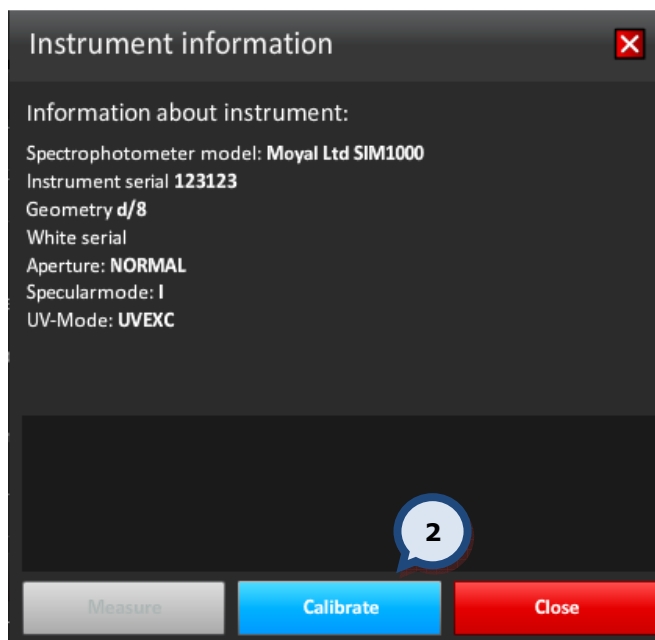 Instrument information
Information about instrument:
Spectrophotometer model: Moyal Ltd SIM1000
Instrument serial 123123
Geometry d/8
White serial
Aperture: NORMAL
Specularmode: I
UV-Mode: UVEXC
2
Measure Calibrate Close